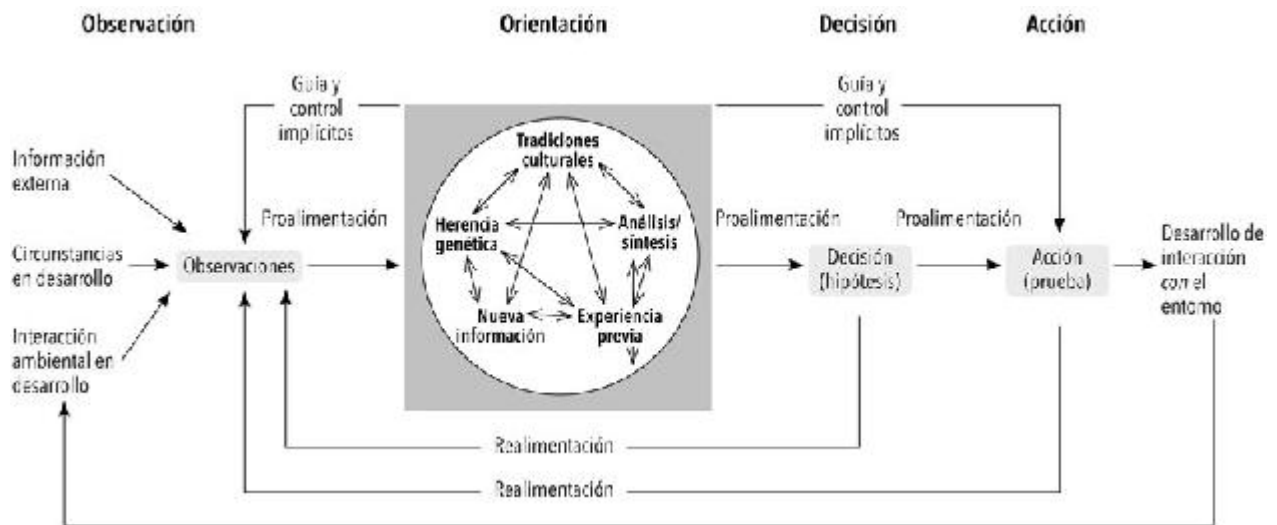 Observación
Orientación
Decisión
Acción
Guía y
control
implícitos
Guía y
control
implícitos
Tradiciones
culturales
Información
externa
Proalimentación
Herencia
genética
Análisis/
síntesis
Proalimentación
Proalimentación
Circunstancias
en desarrollo
Observaciones
Decisión
(hipótesis)
Acción
(prueba)
Desarrollo de
interacción
con el
entorno
Nueva
información
Experiencia
previa
Interacción
ambiental en
desarrollo
Realimentación
Realimentación